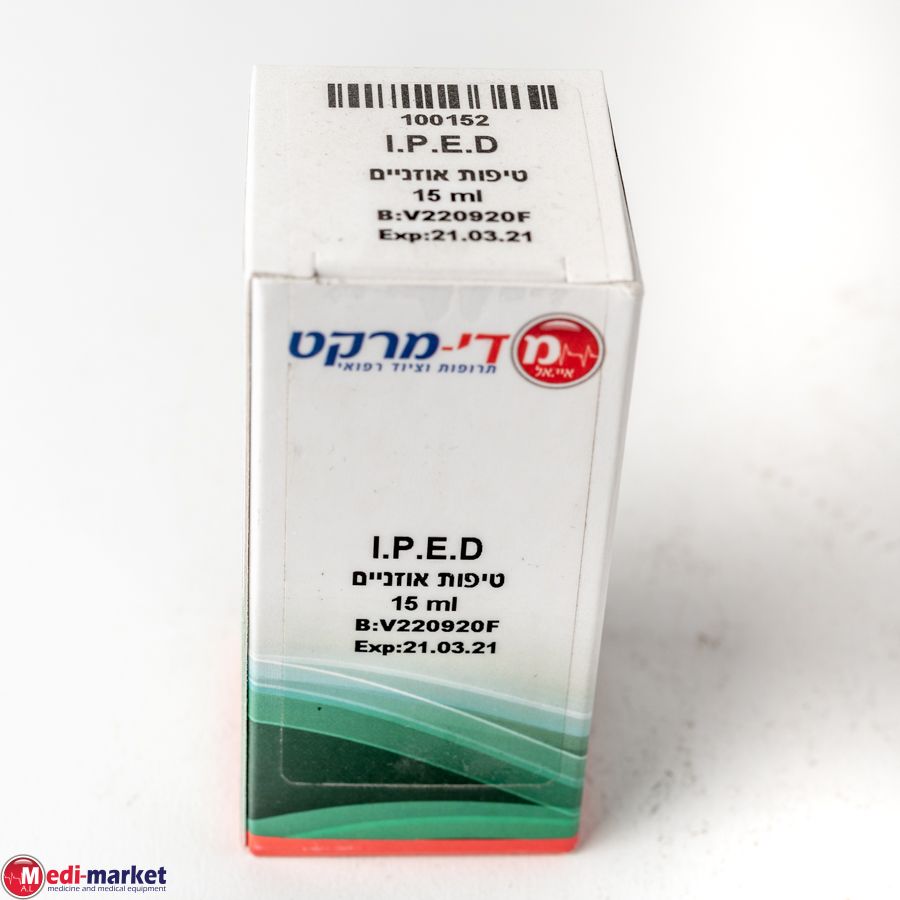 100152
I.P.E.D
טיפות אוזניים
15 ml
B:V220920F
Exp:21.03.21
מ די-מרקט
איי.אל
תרופות וציוד רפואי
I.P.E.D
טיפות אוזניים
15 ml
B:V220920F
Exp:21.03.21
Medi-market
A.L
medicine and medical equipment